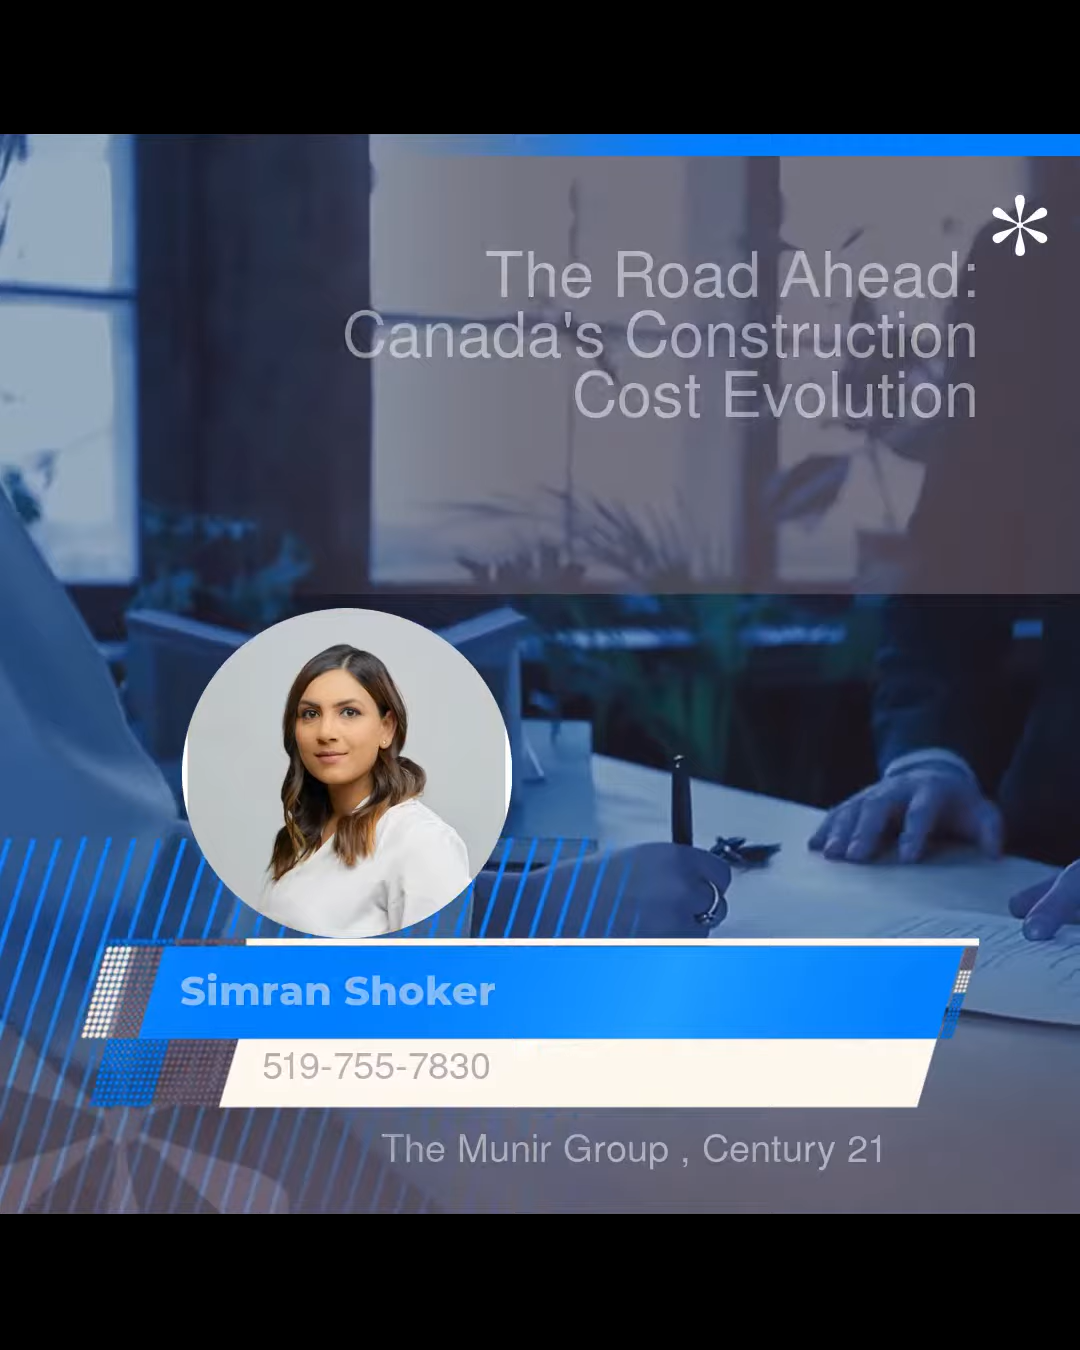 The Road Ahead:
Canada's Construction
Cost Evolution
Simran Shoker
519-755-7830
The Munir Group , Century 21